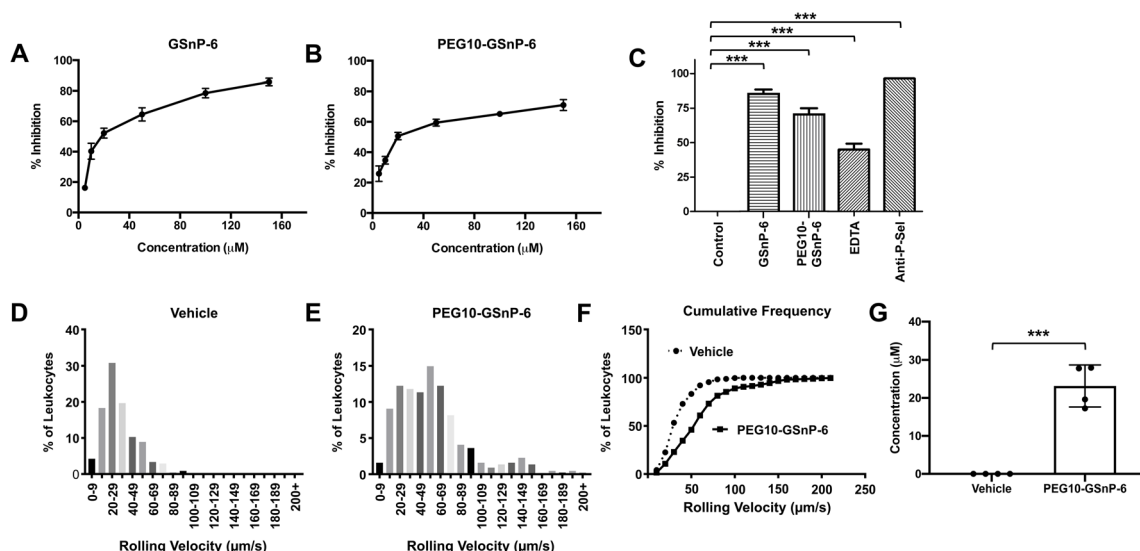 A
GSnP-6
% Inhibition
100
80
60
40
20
0
0
40
80
120
160
Concentration (μM)
B
PEG10-GSnP-6
% Inhibition
100
80
60
40
20
0
0
40
80
120
160
Concentration (μM)
C
***
***
***
***
% Inhibition
100
75
50
25
0
Control
GSnP-6
PEG10-
GSnP-6
EDTA
Anti-P-Sel
D
Vehicle
% of Leukocytes
40
30
20
10
0
0-9
20-29
40-49
60-69
80-89
100-109
120-129
140-149
160-169
180-189
200+
Rolling Velocity (μm/s)
E
PEG10-GSnP-6
% of Leukocytes
20
15
10
5
0
0-9
20-29
40-49
60-69
80-89
100-109
120-129
140-149
160-169
180-189
200+
Rolling Velocity (μm/s)
F
Cumulative Frequency
% of Leukocytes
150
100
50
0
Vehicle
PEG10-GSnP-6
50
100
150
200
250
Rolling Velocity (μm/s)
G
***
Concentration (μM)
40
30
20
10
0
Vehicle
PEG10-GSnP-6